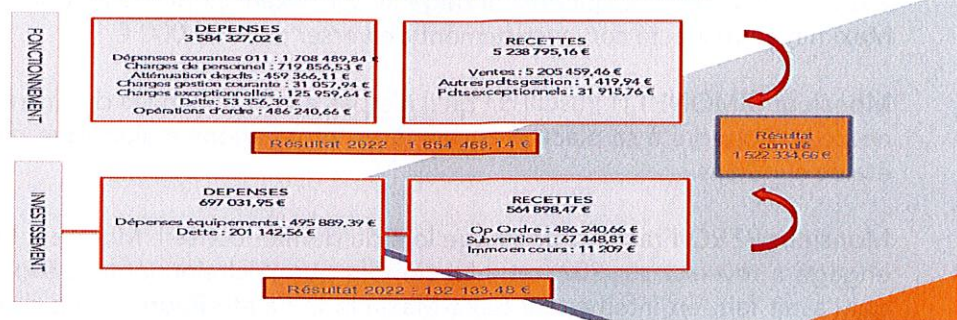 FONCTIONNEMENT
DEPENSES
3 584 327,02 €
Dépenses courantes 011 : 1 708 489,84 €
Charges de personnel : 719 856,53 €
Atténuation depdts : 459 366,11 €
Charges gestion courante : 31 057,94 €
Charges exceptionnelles : 125 959,64 €
Dette: 53 356,30 €
Opérations d'ordre : 486 240,66 €
RECETTES
5 238 795,16 €
Ventes : 5 205 459,46 €
Autres pdts gestion : 1 419,94 €
Pdts exceptionnels : 31 915,76 €
Résultat 2022 : 1 654 468,14 €
Résultat
cumulé
1 522 334,66 €
INVESTISSEMENT
DEPENSES
697 031,95 €
Dépenses équipements : 495 889,39 €
Dette : 201 142,56 €
RECETTES
564 898,47 €
Op Ordre : 486 240,66 €
Subventions : 67 448,81 €
Immo en cours : 11 209 €
Résultat 2022 - 132 133,48 €